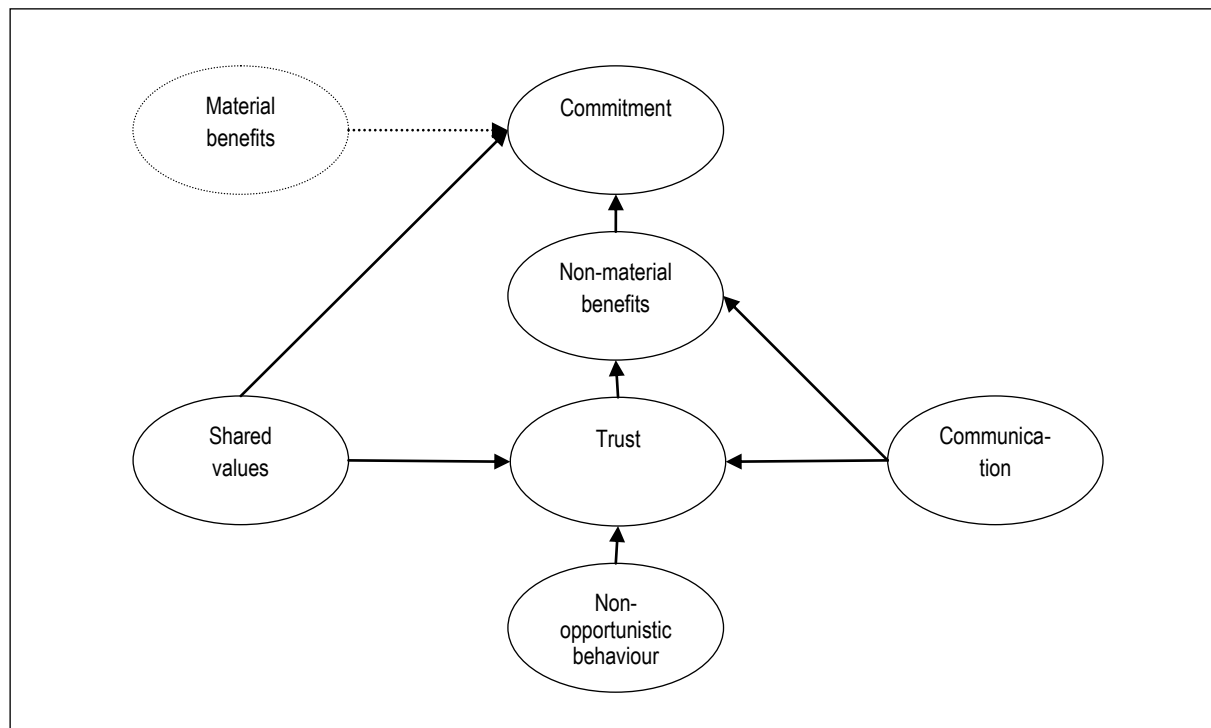 Material
benefits
Commitment
Non-material
benefits
Shared
values
Trust
Communica-
tion
Non-
opportunistic
behaviour